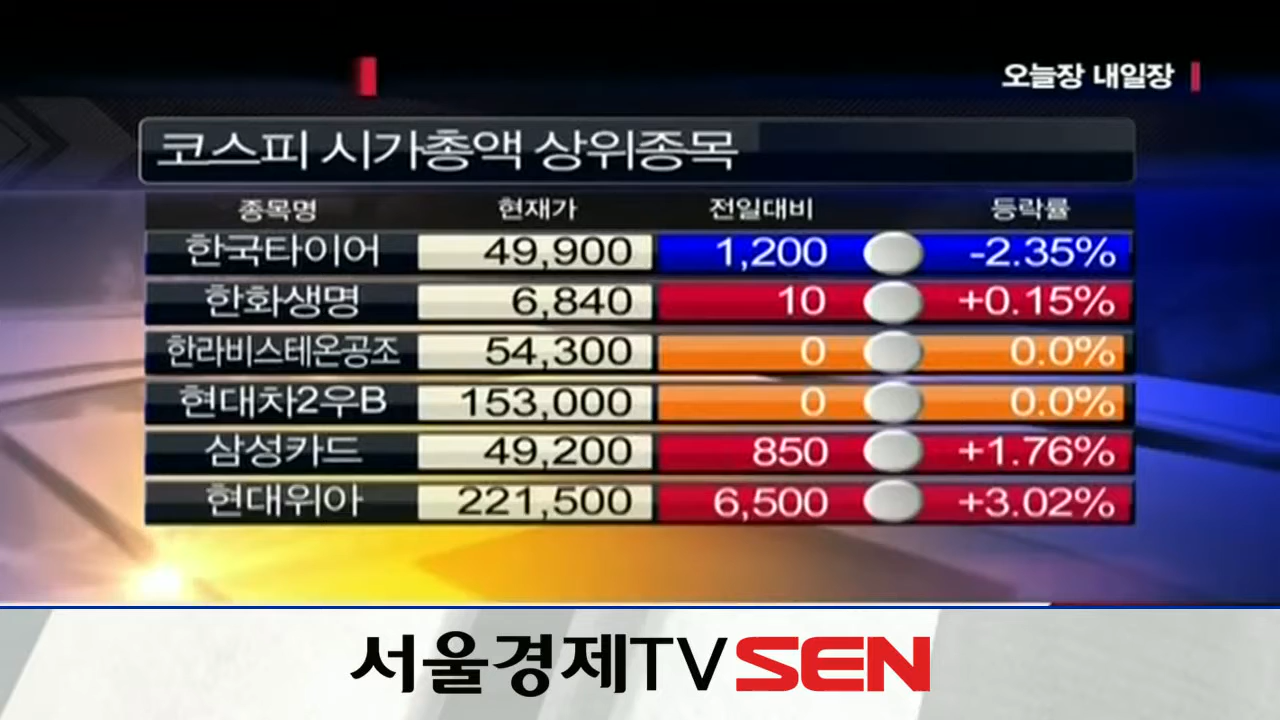 오늘장 내일장
코스피 시가총액 상위종목
종목명 현재가 전일대비 등락률
한국타이어 49,900 1,200 -2.35%
한화생명 6,840 10 +0.15%
한라비스테온공조 54,300 0 0.0%
현대차2우B 153,000 0 0.0%
삼성카드 49,200 850 +1.76%
현대위아 221,500 6,500 +3.02%
서울경제TV SEN